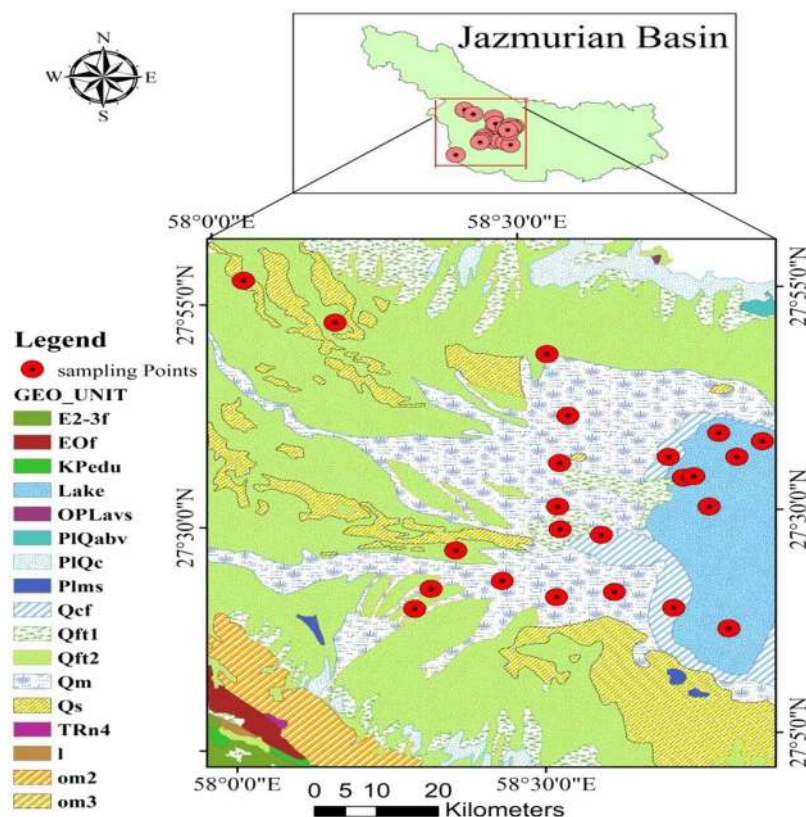 Jazmurian Basin
N
W E
S
58°0'0"E 58°30'0"E
27°55'0"N 27°55'0"N
27°30'0"N 27°30'0"N
27°5'0"N
Legend
sampling Points
GEO_UNIT
E2-3f
EOf
KPedu
Lake
OPLavs
PlQabv
PlQc
Plms
Qcf
Qft1
Qft2
Qm
Qs
TRn4
l
om2
om3
58°0'0"E 58°30'0"E
0 5 10 20
Kilometers